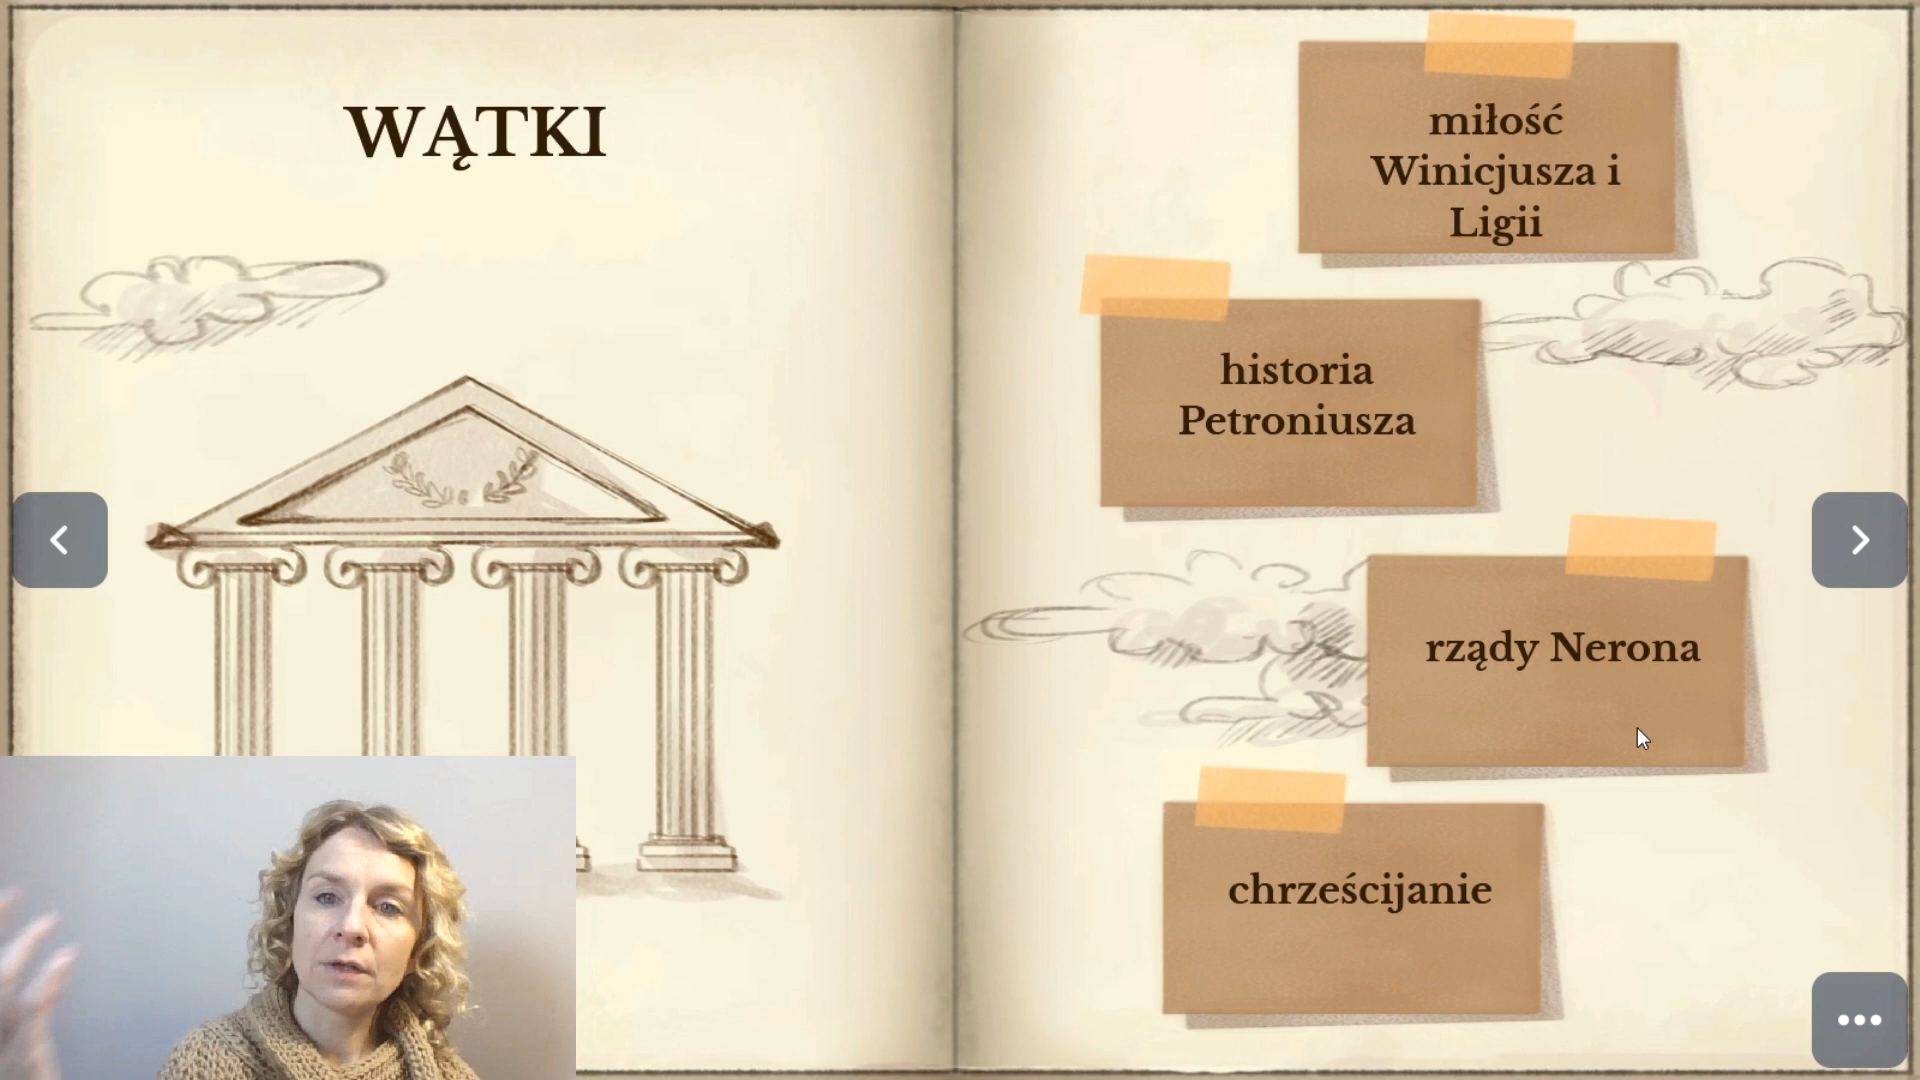 WĄTKI
miłość
Winicjusza i
Ligii
historia
Petroniusza
rządy Nerona
chrześcijanie